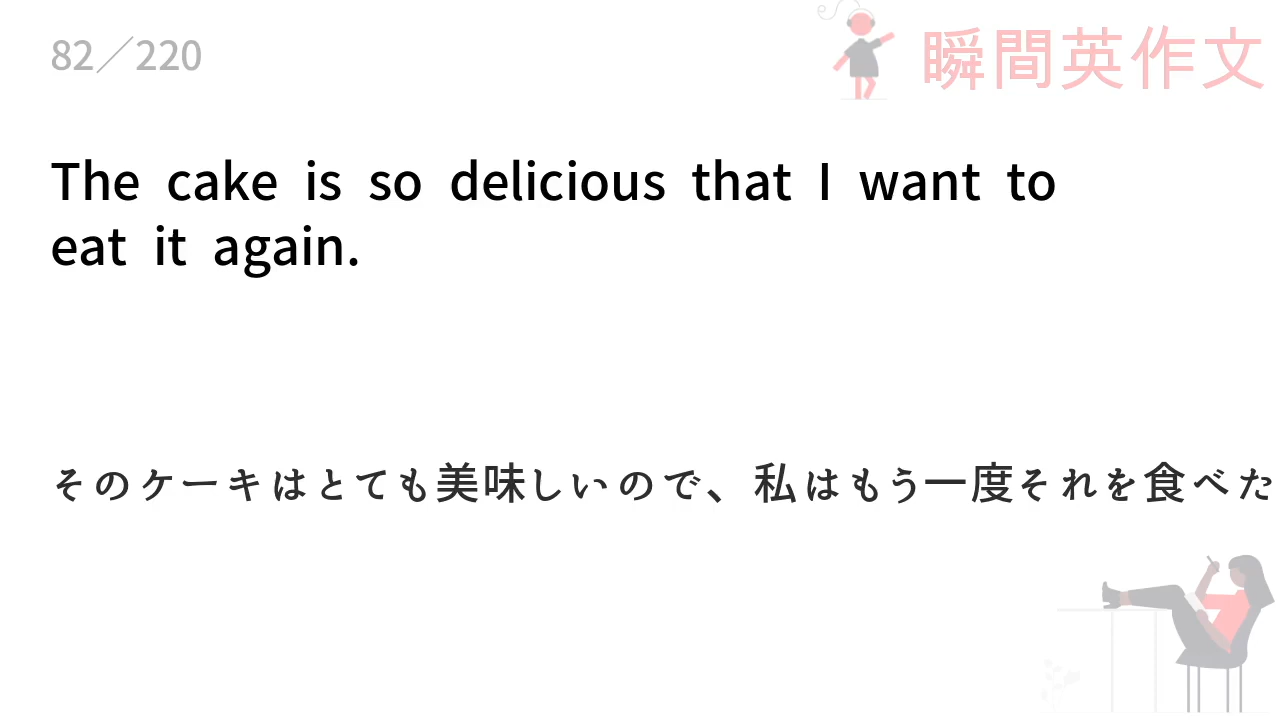 82／220
瞬間英作文
The cake is so delicious that I want to
eat it again.
そのケーキはとても美味しいので、私はもう一度それを食べた